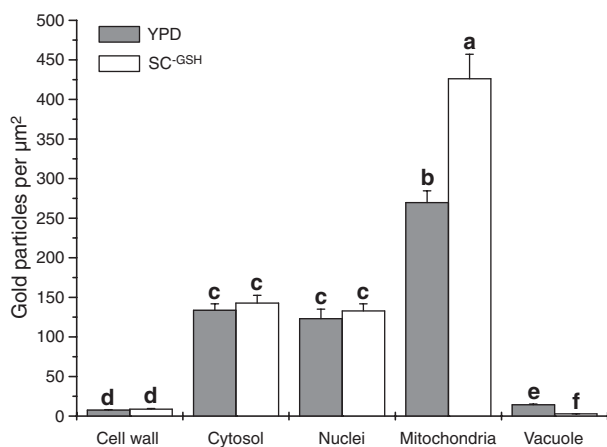 500
450
400
350
300
250
200
150
100
50
0
Gold particles per µm²
YPD
SC⁻ᴳˢᴴ
d d
c c
c c
b a
e f
Cell wall Cytosol Nuclei Mitochondria Vacuole